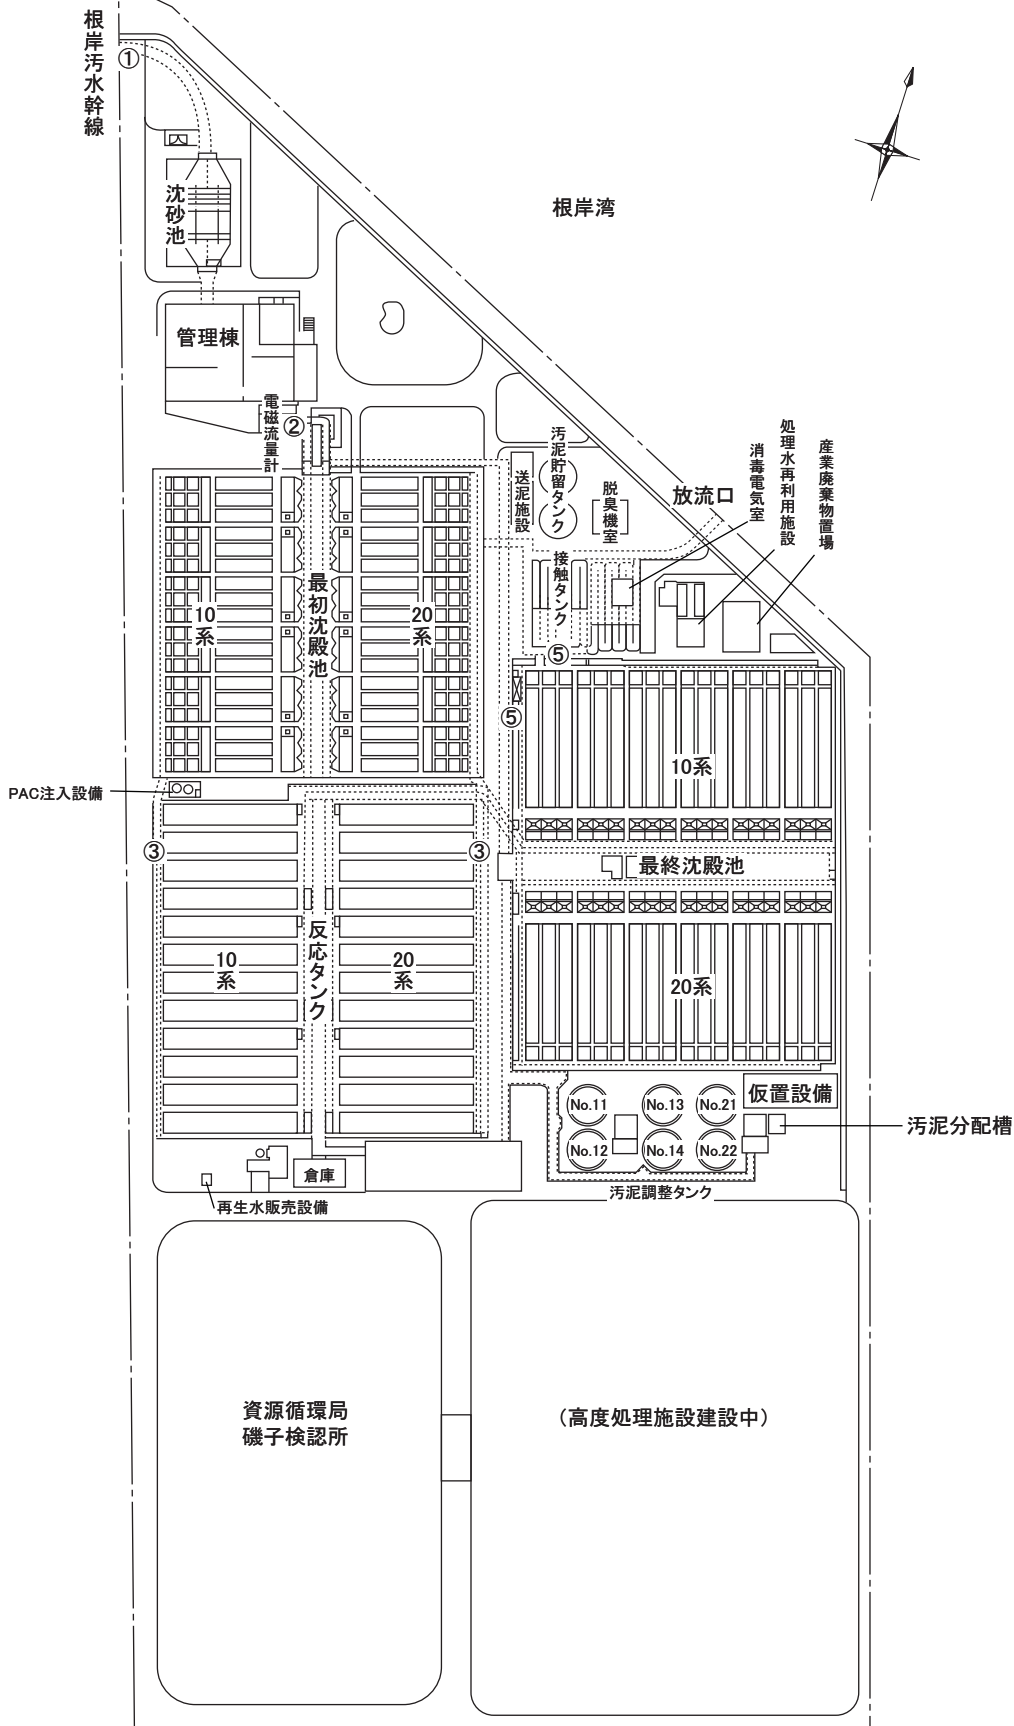 根岸汚水幹線
①
根岸湾
沈砂池
管理棟
電磁流量計
②
汚泥貯留タンク
送泥施設
脱臭機室
放流口
消毒電気室
処理水再利用施設
産業廃棄物置場
接触タンク
10
系
最初沈殿池
20
系
⑤
⑤
10系
PAC注入設備
③
③
最終沈殿池
10
系
反応タンク
20
系
20系
No.11
No.13
No.21
仮置設備
汚泥分配槽
No.12
No.14
No.22
倉庫
汚泥調整タンク
再生水販売設備
資源循環局
磯子検認所
（高度処理施設建設中）